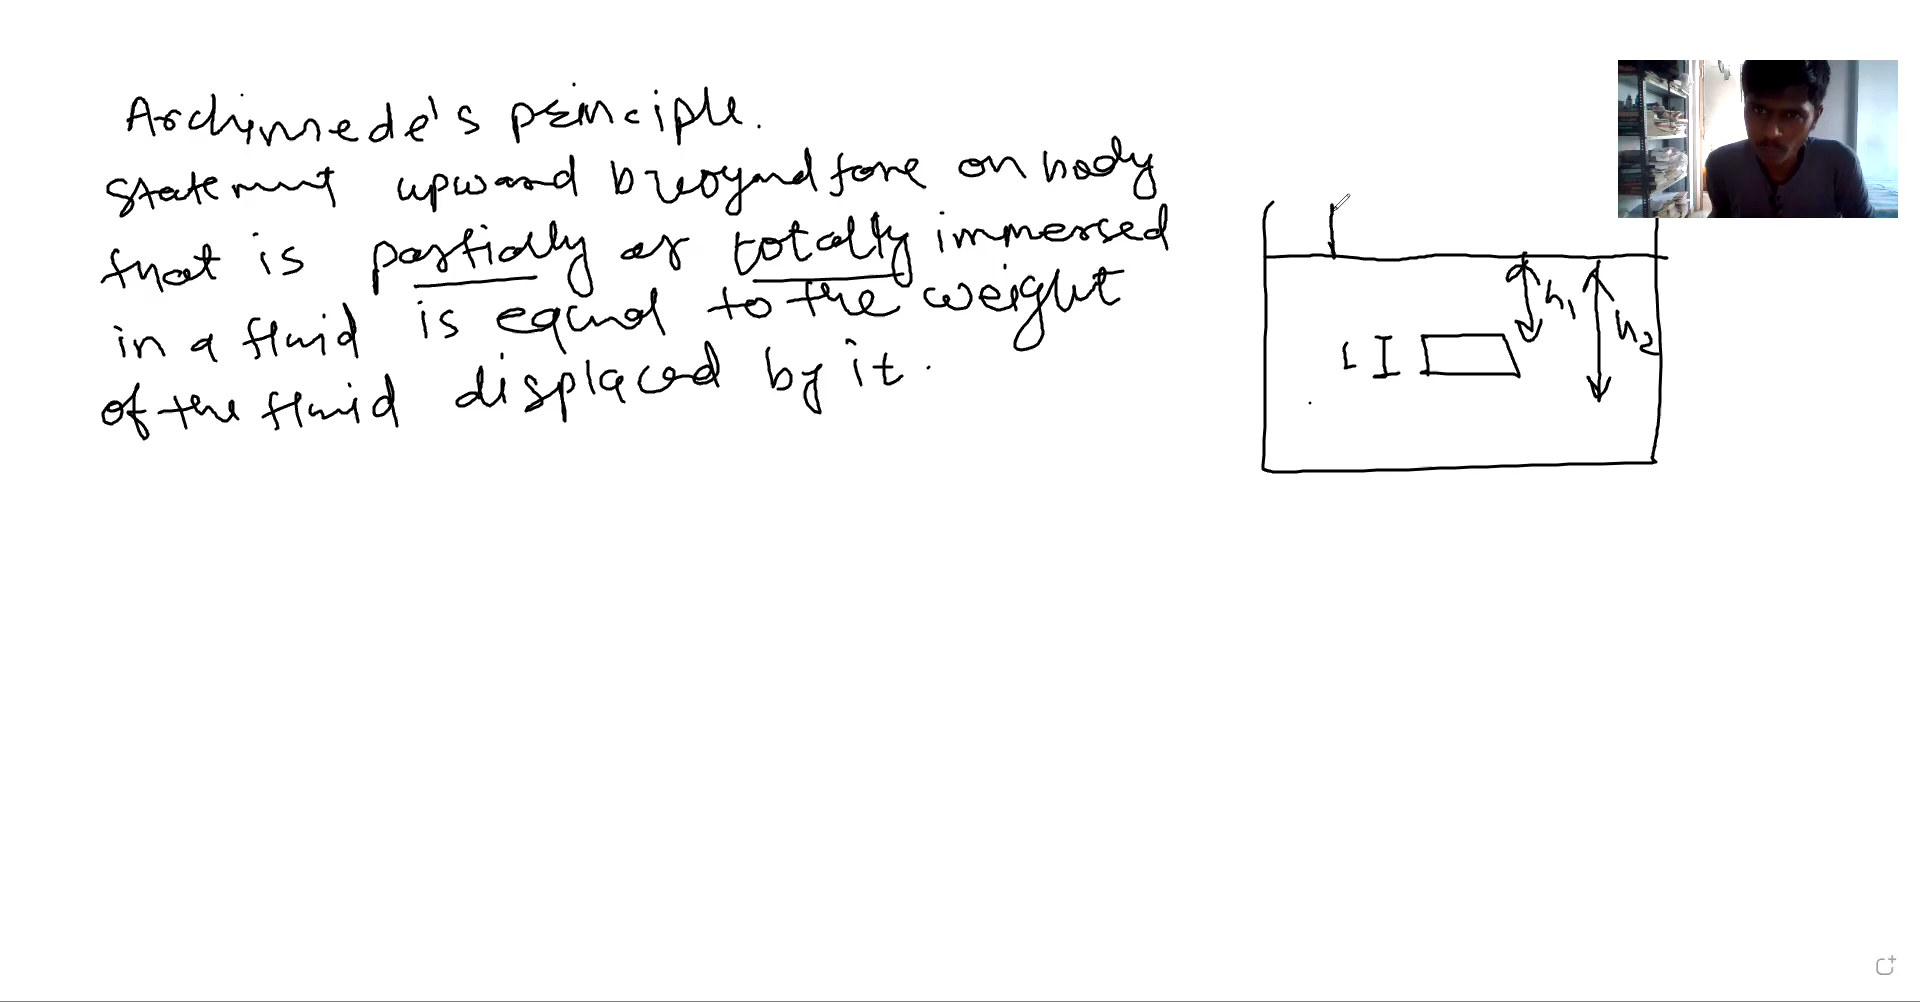 Archimede's principle.
Statement upward buoyand force on body
that is partially or totally immersed
in a fluid is equal to the weight
of the fluid displaced by it.
h1
h2
L